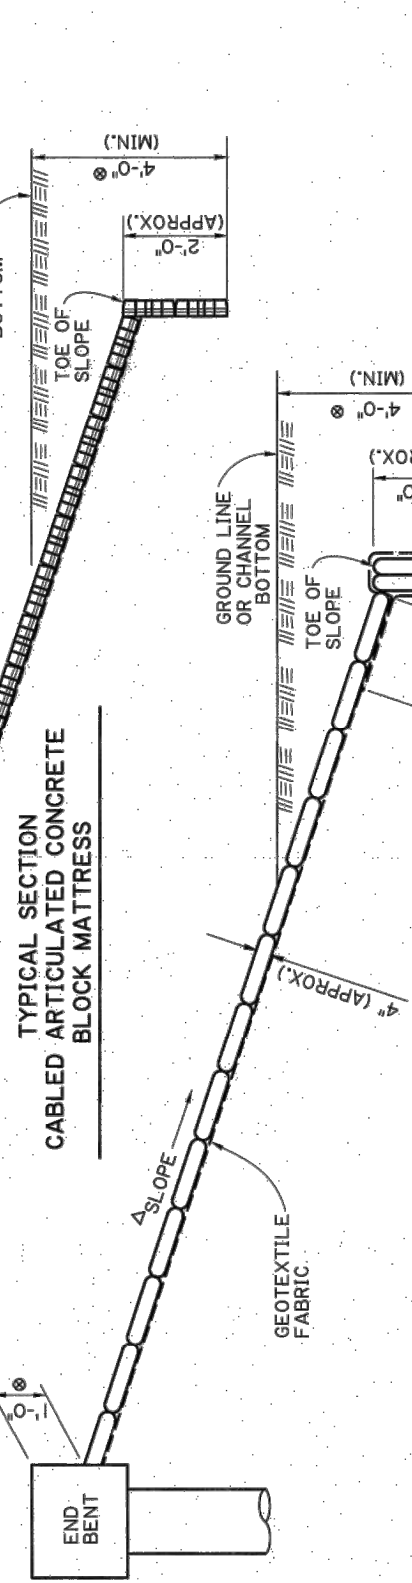 (MIN.)
4'-0" ⊗
(APPROX.)
2'-0"
TOE OF
SLOPE
TYPICAL SECTION
CABLED ARTICULATED CONCRETE
BLOCK MATTRESS
(MIN.)
4'-0" ⊗
GROUND LINE
OR CHANNEL
BOTTOM
TOE OF
SLOPE
4" (APPROX.)
△SLOPE
GEOTEXTILE
FABRIC
1'-0"
⊗
END
BENT